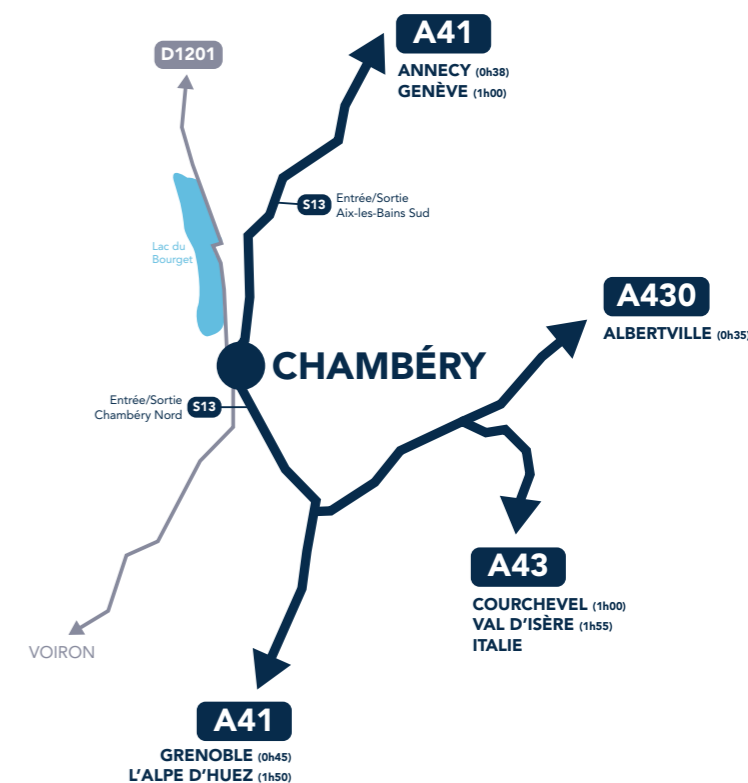 A41
ANNECY (0h38)
GENÈVE (1h00)
D1201
S13
Entrée/Sortie
Aix-les-Bains Sud
Lac du
Bourget
A430
ALBERTVILLE (0h35)
CHAMBÉRY
Entrée/Sortie
Chambéry Nord
S13
A43
COURCHEVEL (1h00)
VAL D'ISÈRE (1h55)
ITALIE
VOIRON
A41
GRENOBLE (0h45)
L'ALPE D'HUEZ (1h50)